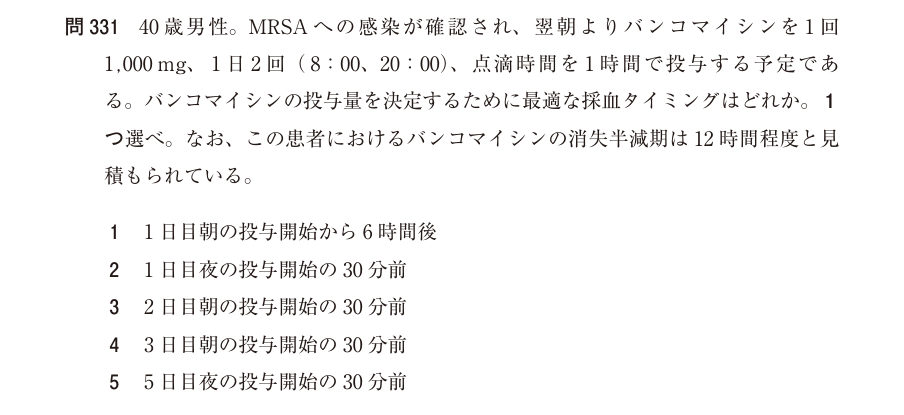 問 331　40 歳男性。MRSA への感染が確認され、翌朝よりバンコマイシンを 1 回
1,000 mg、1 日 2 回（8：00、20：00）、点滴時間を 1 時間で投与する予定であ
る。バンコマイシンの投与量を決定するために最適な採血タイミングはどれか。1
つ選べ。なお、この患者におけるバンコマイシンの消失半減期は 12 時間程度と見
積もられている。
1　1 日目朝の投与開始から 6 時間後
2　1 日目夜の投与開始の 30 分前
3　2 日目朝の投与開始の 30 分前
4　3 日目朝の投与開始の 30 分前
5　5 日目夜の投与開始の 30 分前